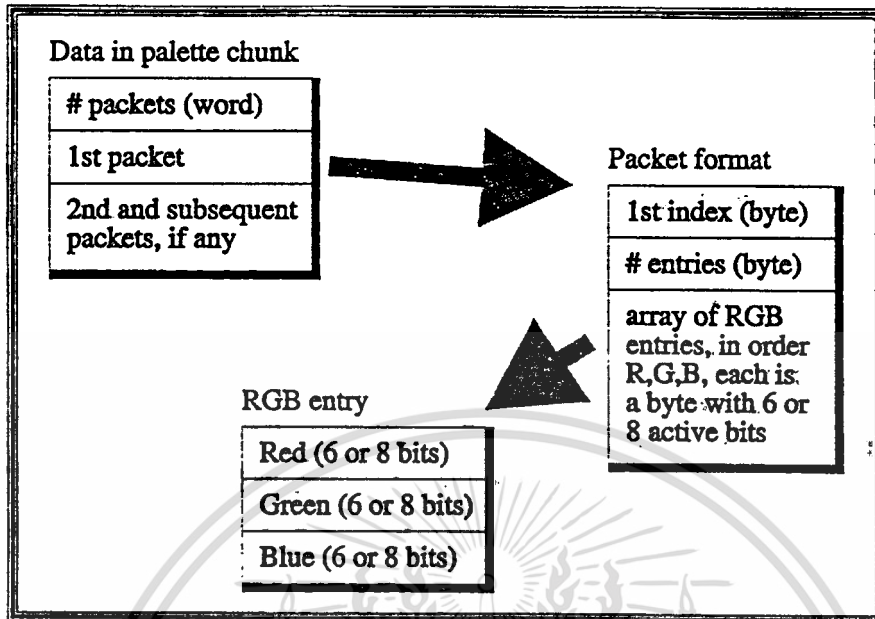 Data in palette chunk
# packets (word)
1st packet
2nd and subsequent
packets, if any
Packet format
1st index (byte)
# entries (byte)
array of RGB
entries, in order
R,G,B, each is
a byte with 6 or
8 active bits
RGB entry
Red (6 or 8 bits)
Green (6 or 8 bits)
Blue (6 or 8 bits)